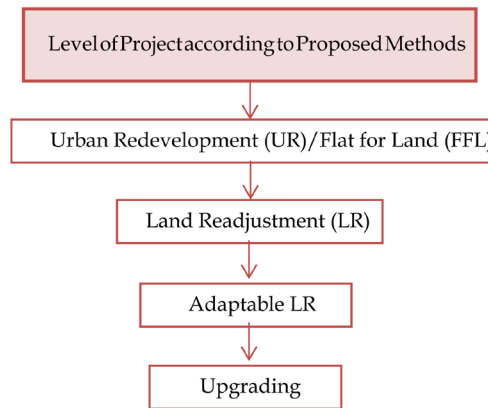 Level of Project according to Proposed Methods
Urban Redevelopment (UR)/Flat for Land (FFL)
Land Readjustment (LR)
Adaptable LR
Upgrading